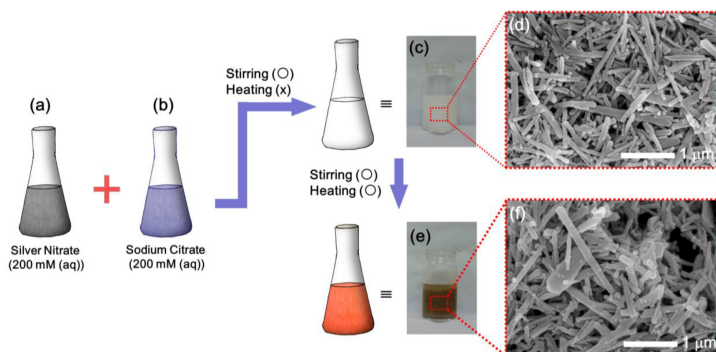 (a)
Silver Nitrate
(200 mM (aq))
+
(b)
Sodium Citrate
(200 mM (aq))
Stirring (○)
Heating (x)
≡
(c)
(d)
1 μm
Stirring (○)
Heating (○)
≡
(e)
(f)
1 μm